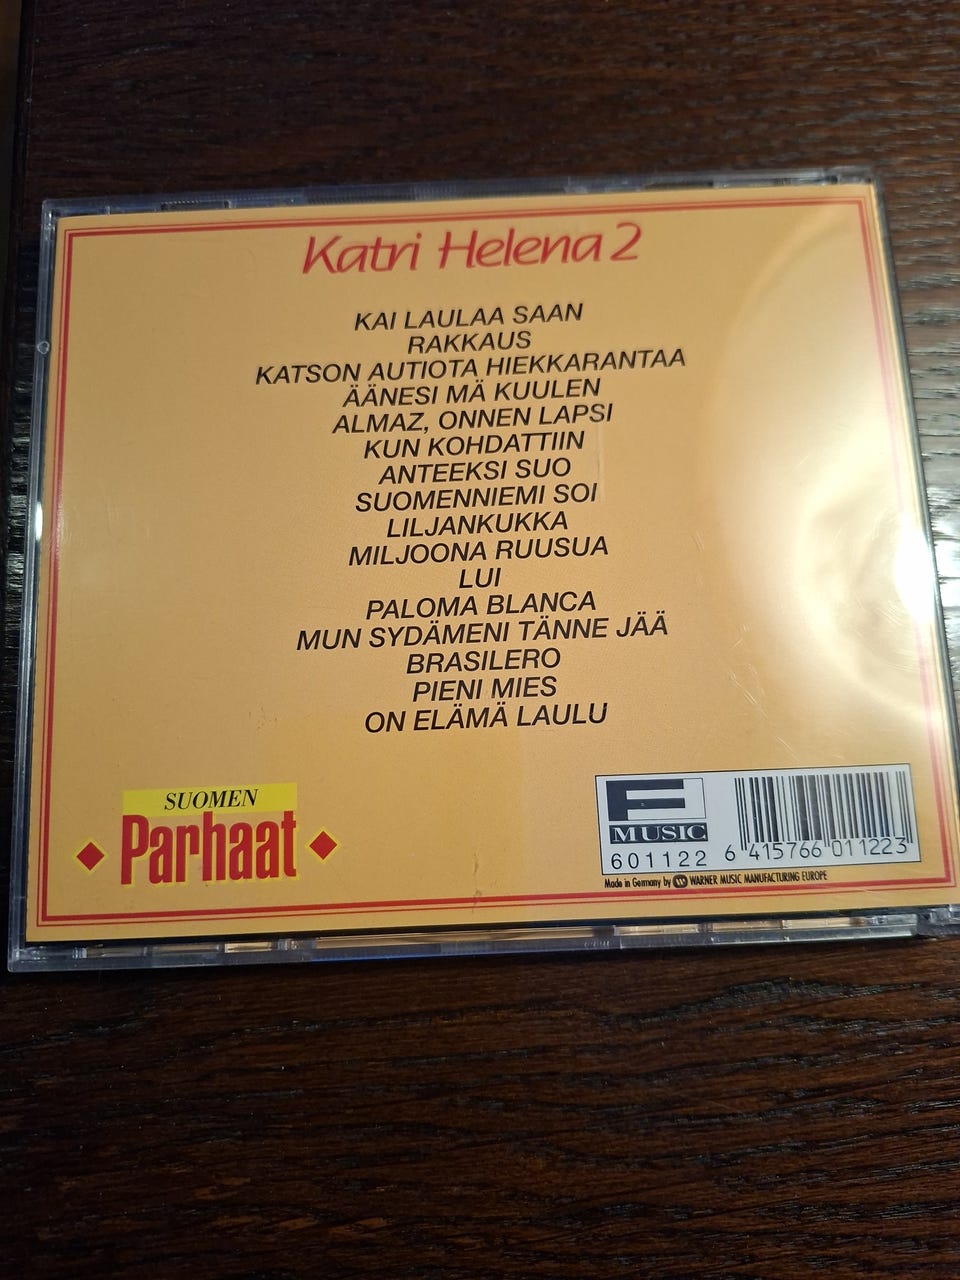 Katri Helena 2
KAI LAULAA SAAN
RAKKAUS
KATSON AUTIOTA HIEKKARANTAA
ÄÄNESI MÄ KUULEN
ALMAZ, ONNEN LAPSI
KUN KOHDATTIIN
ANTEEKSI SUO
SUOMENNIEMI SOI
LILJANKUKKA
MILJOONA RUUSUA
LUI
PALOMA BLANCA
MUN SYDÄMENI TÄNNE JÄÄ
BRASILERO
PIENI MIES
ON ELÄMÄ LAULU
SUOMEN
Parhaat
F
MUSIC
601122
6 415766 011223
Made in Germany by W WARNER MUSIC MANUFACTURING EUROPE